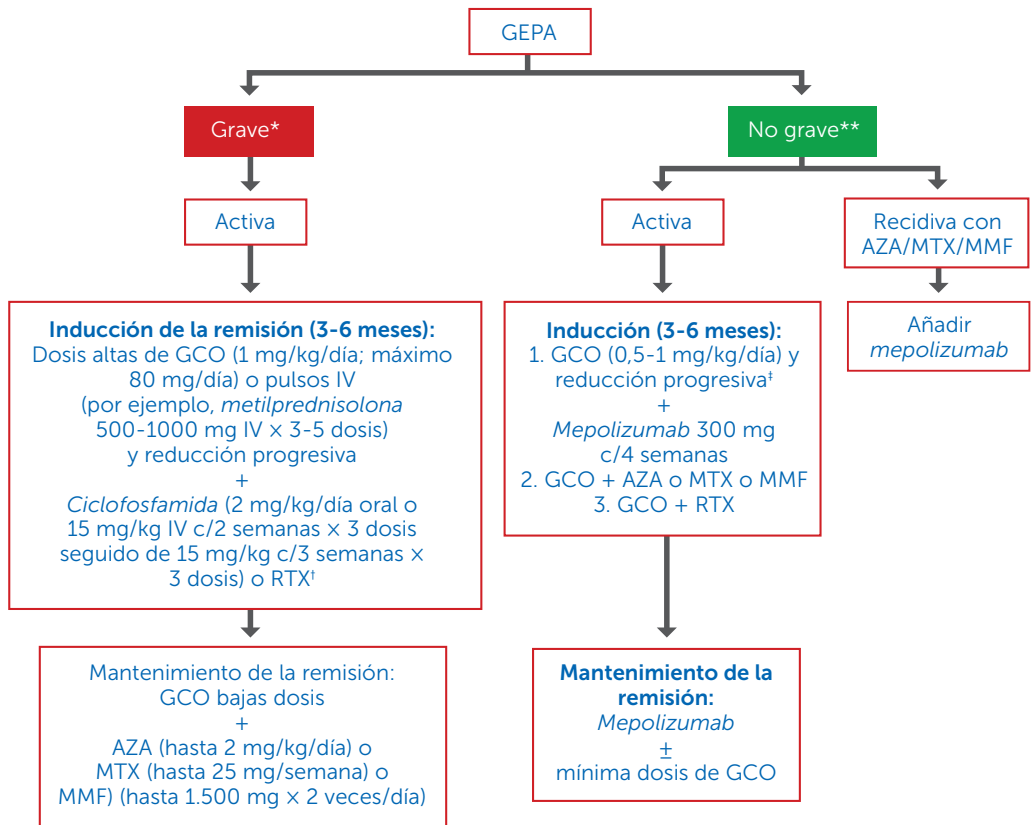 GEPA
Grave*
No grave**
Activa
Activa
Recidiva con
AZA/MTX/MMF
Inducción de la remisión (3-6 meses):
Dosis altas de GCO (1 mg/kg/día; máximo
80 mg/día) o pulsos IV
(por ejemplo, metilprednisolona
500-1000 mg IV × 3-5 dosis)
y reducción progresiva
+
Ciclofosfamida (2 mg/kg/día oral o
15 mg/kg IV c/2 semanas × 3 dosis
seguido de 15 mg/kg c/3 semanas ×
3 dosis) o RTX†
Inducción (3-6 meses):
1. GCO (0,5-1 mg/kg/día) y
reducción progresiva‡
+
Mepolizumab 300 mg
c/4 semanas
2. GCO + AZA o MTX o MMF
3. GCO + RTX
Añadir
mepolizumab
Mantenimiento de la remisión:
GCO bajas dosis
+
AZA (hasta 2 mg/kg/día) o
MTX (hasta 25 mg/semana) o
MMF) (hasta 1.500 mg × 2 veces/día)
Mantenimiento de la
remisión:
Mepolizumab
±
mínima dosis de GCO